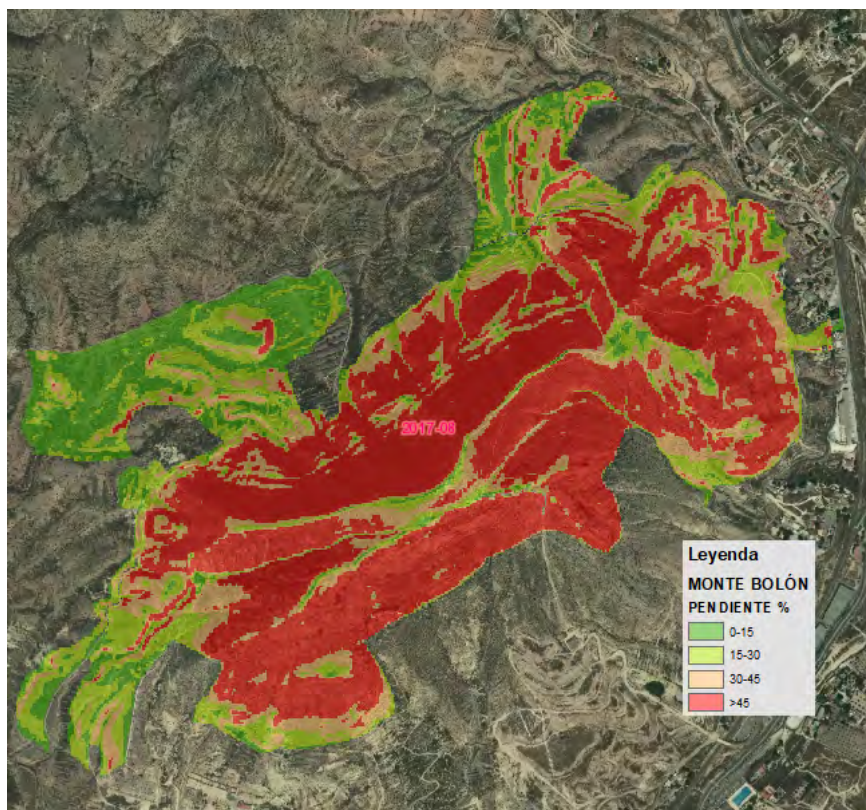 2017-08
Leyenda
MONTE BOLÓN
PENDIENTE %
0-15
15-30
30-45
>45